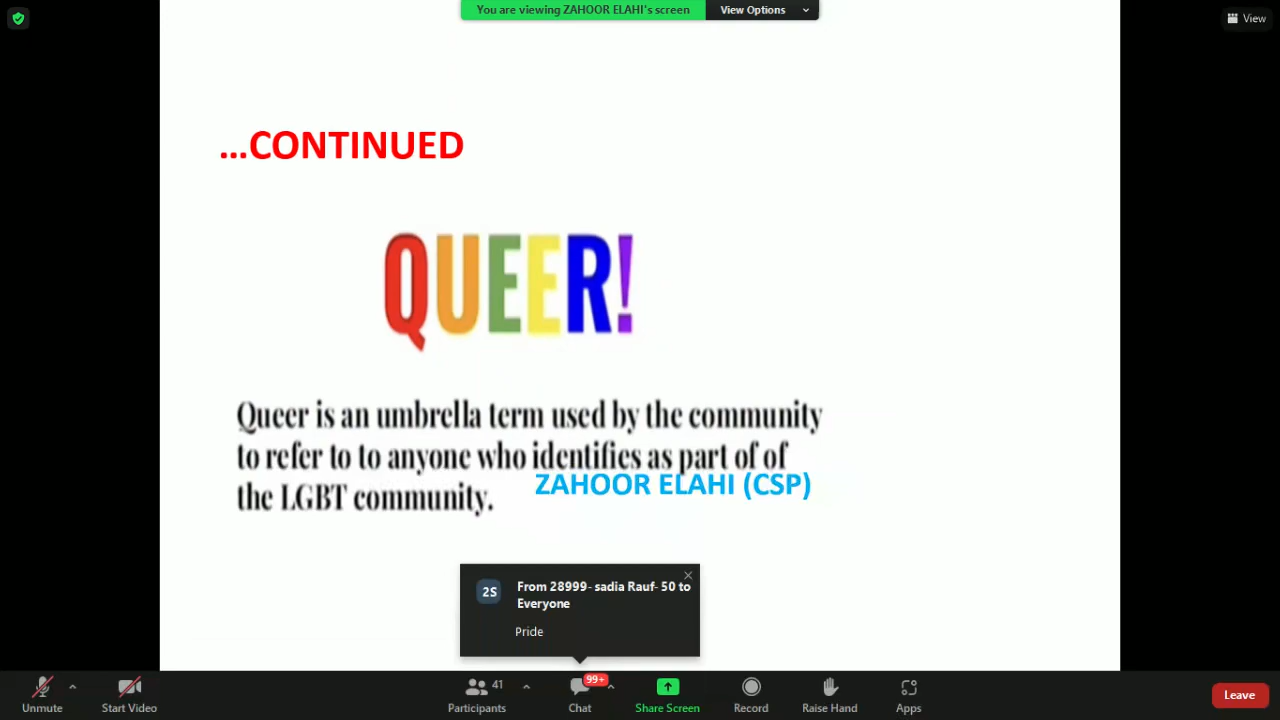 You are viewing ZAHOOR ELAHI's screen
View Options
View
...CONTINUED
QUEER!
Queer is an umbrella term used by the community
to refer to to anyone who identifies as part of of
ZAHOOR ELAHI (CSP)
the LGBT community.
2S
From 28999- sadia Rauf- 50 to
Everyone
Pride
Unmute
Start Video
41
Participants
99+
Chat
Share Screen
Record
Raise Hand
Apps
Leave